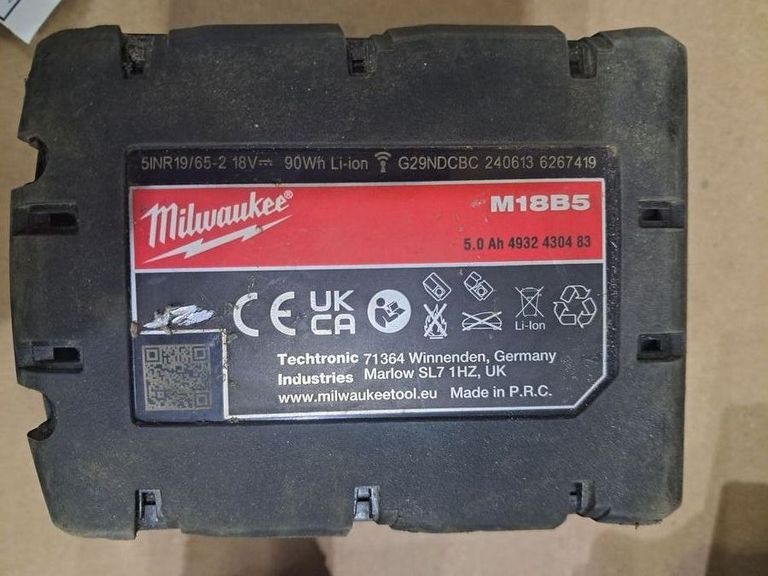 5INR19/65-2 18V⎓ 90Wh Li-ion G29NDCBC 240613 6267419
Milwaukee®
M18B5
5.0 Ah 4932 4304 83
CE UK CA
Li-Ion
Techtronic 71364 Winnenden, Germany
Industries Marlow SL7 1HZ, UK
www.milwaukeetool.eu Made in P.R.C.